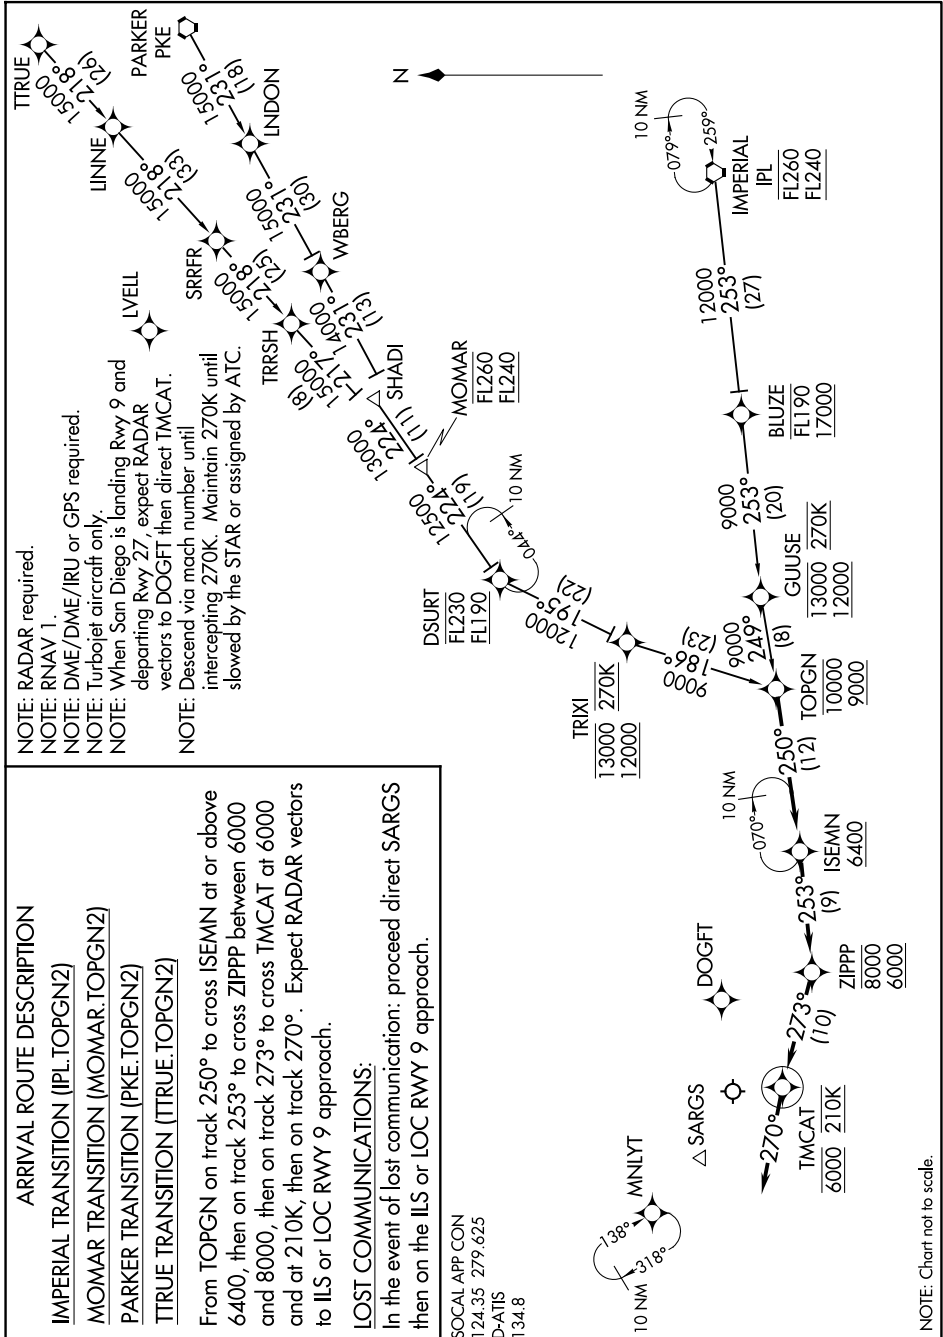 ARRIVAL ROUTE DESCRIPTION
IMPERIAL TRANSITION (IPL.TOPGN2)
MOMAR TRANSITION (MOMAR.TOPGN2)
PARKER TRANSITION (PKE.TOPGN2)
TTRUE TRANSITION (TTRUE.TOPGN2)
From TOPGN on track 250° to cross ISEMN at or above
6400, then on track 253° to cross ZIPPP between 6000
and 8000, then on track 273° to cross TMCAT at 6000
and at 210K, then on track 270°. Expect RADAR vectors
to ILS or LOC RWY 9 approach.
LOST COMMUNICATIONS:
In the event of lost communication: proceed direct SARGS
then on the ILS or LOC RWY 9 approach.
NOTE: RADAR required.
NOTE: RNAV 1.
NOTE: DME/DME/IRU or GPS required.
NOTE: Turbojet aircraft only.
NOTE: When San Diego is landing Rwy 9 and
departing Rwy 27, expect RADAR
vectors to DOGFT then direct TMCAT.
NOTE: Descend via mach number until
intercepting 270K. Maintain 270K until
slowed by the STAR or assigned by ATC.
SOCAL APP CON
124.35 279.625
D-ATIS
134.8
TTRUE
15000
218°
(26)
LINNE
15000
218°
(33)
SRRFR
15000
218°
(25)
TRRSH
15000
217°
(8)
PARKER
PKE
15000
231°
(18)
LNDON
15000
231°
(30)
WBERG
14000
231°
(13)
SHADI
13000
224°
(11)
MOMAR
FL260
FL240
12500
224°
(19)
LVELL
DSURT
FL230
FL190
10 NM
044°
12000
195°
(22)
TRIXI
13000 270K
12000
9000
186°
(23)
N
10 NM
079°
259°
IMPERIAL
IPL
FL260
FL240
12000
253°
(27)
BLUZE
FL190
17000
9000
253°
(20)
GUUSE
13000 270K
12000
9000
249°
(8)
TOPGN
10000
9000
250°
(12)
10 NM
070°
ISEMN
6400
253°
(9)
ZIPPP
8000
6000
DOGFT
273°
(10)
SARGS
TMCAT
6000 210K
270°
MNLYT
138°
318°
10 NM
NOTE: Chart not to scale.